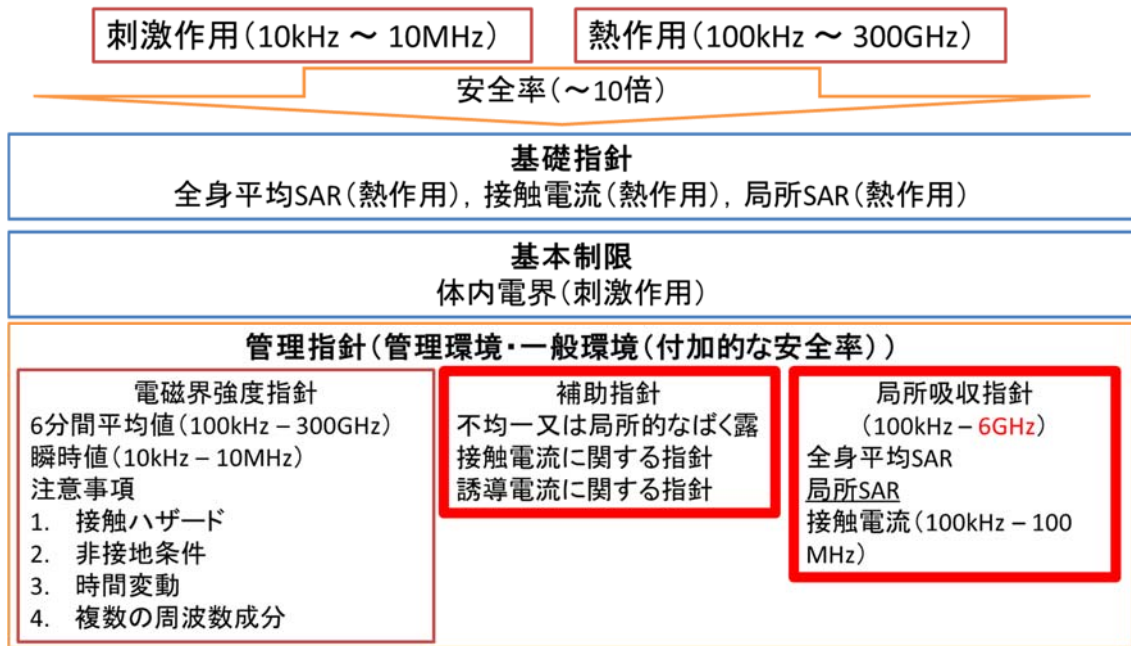 刺激作用（10kHz ～ 10MHz）
熱作用（100kHz ～ 300GHz）
安全率（～10倍）
基礎指針
全身平均SAR（熱作用）, 接触電流（熱作用）, 局所SAR（熱作用）
基本制限
体内電界（刺激作用）
管理指針（管理環境・一般環境（付加的な安全率））
電磁界強度指針
6分間平均値（100kHz – 300GHz）
瞬時値（10kHz – 10MHz）
注意事項
1. 接触ハザード
2. 非接地条件
3. 時間変動
4. 複数の周波数成分
補助指針
不均一又は局所的なばく露
接触電流に関する指針
誘導電流に関する指針
局所吸収指針
（100kHz – 6GHz）
全身平均SAR
局所SAR
接触電流（100kHz – 100
MHz）